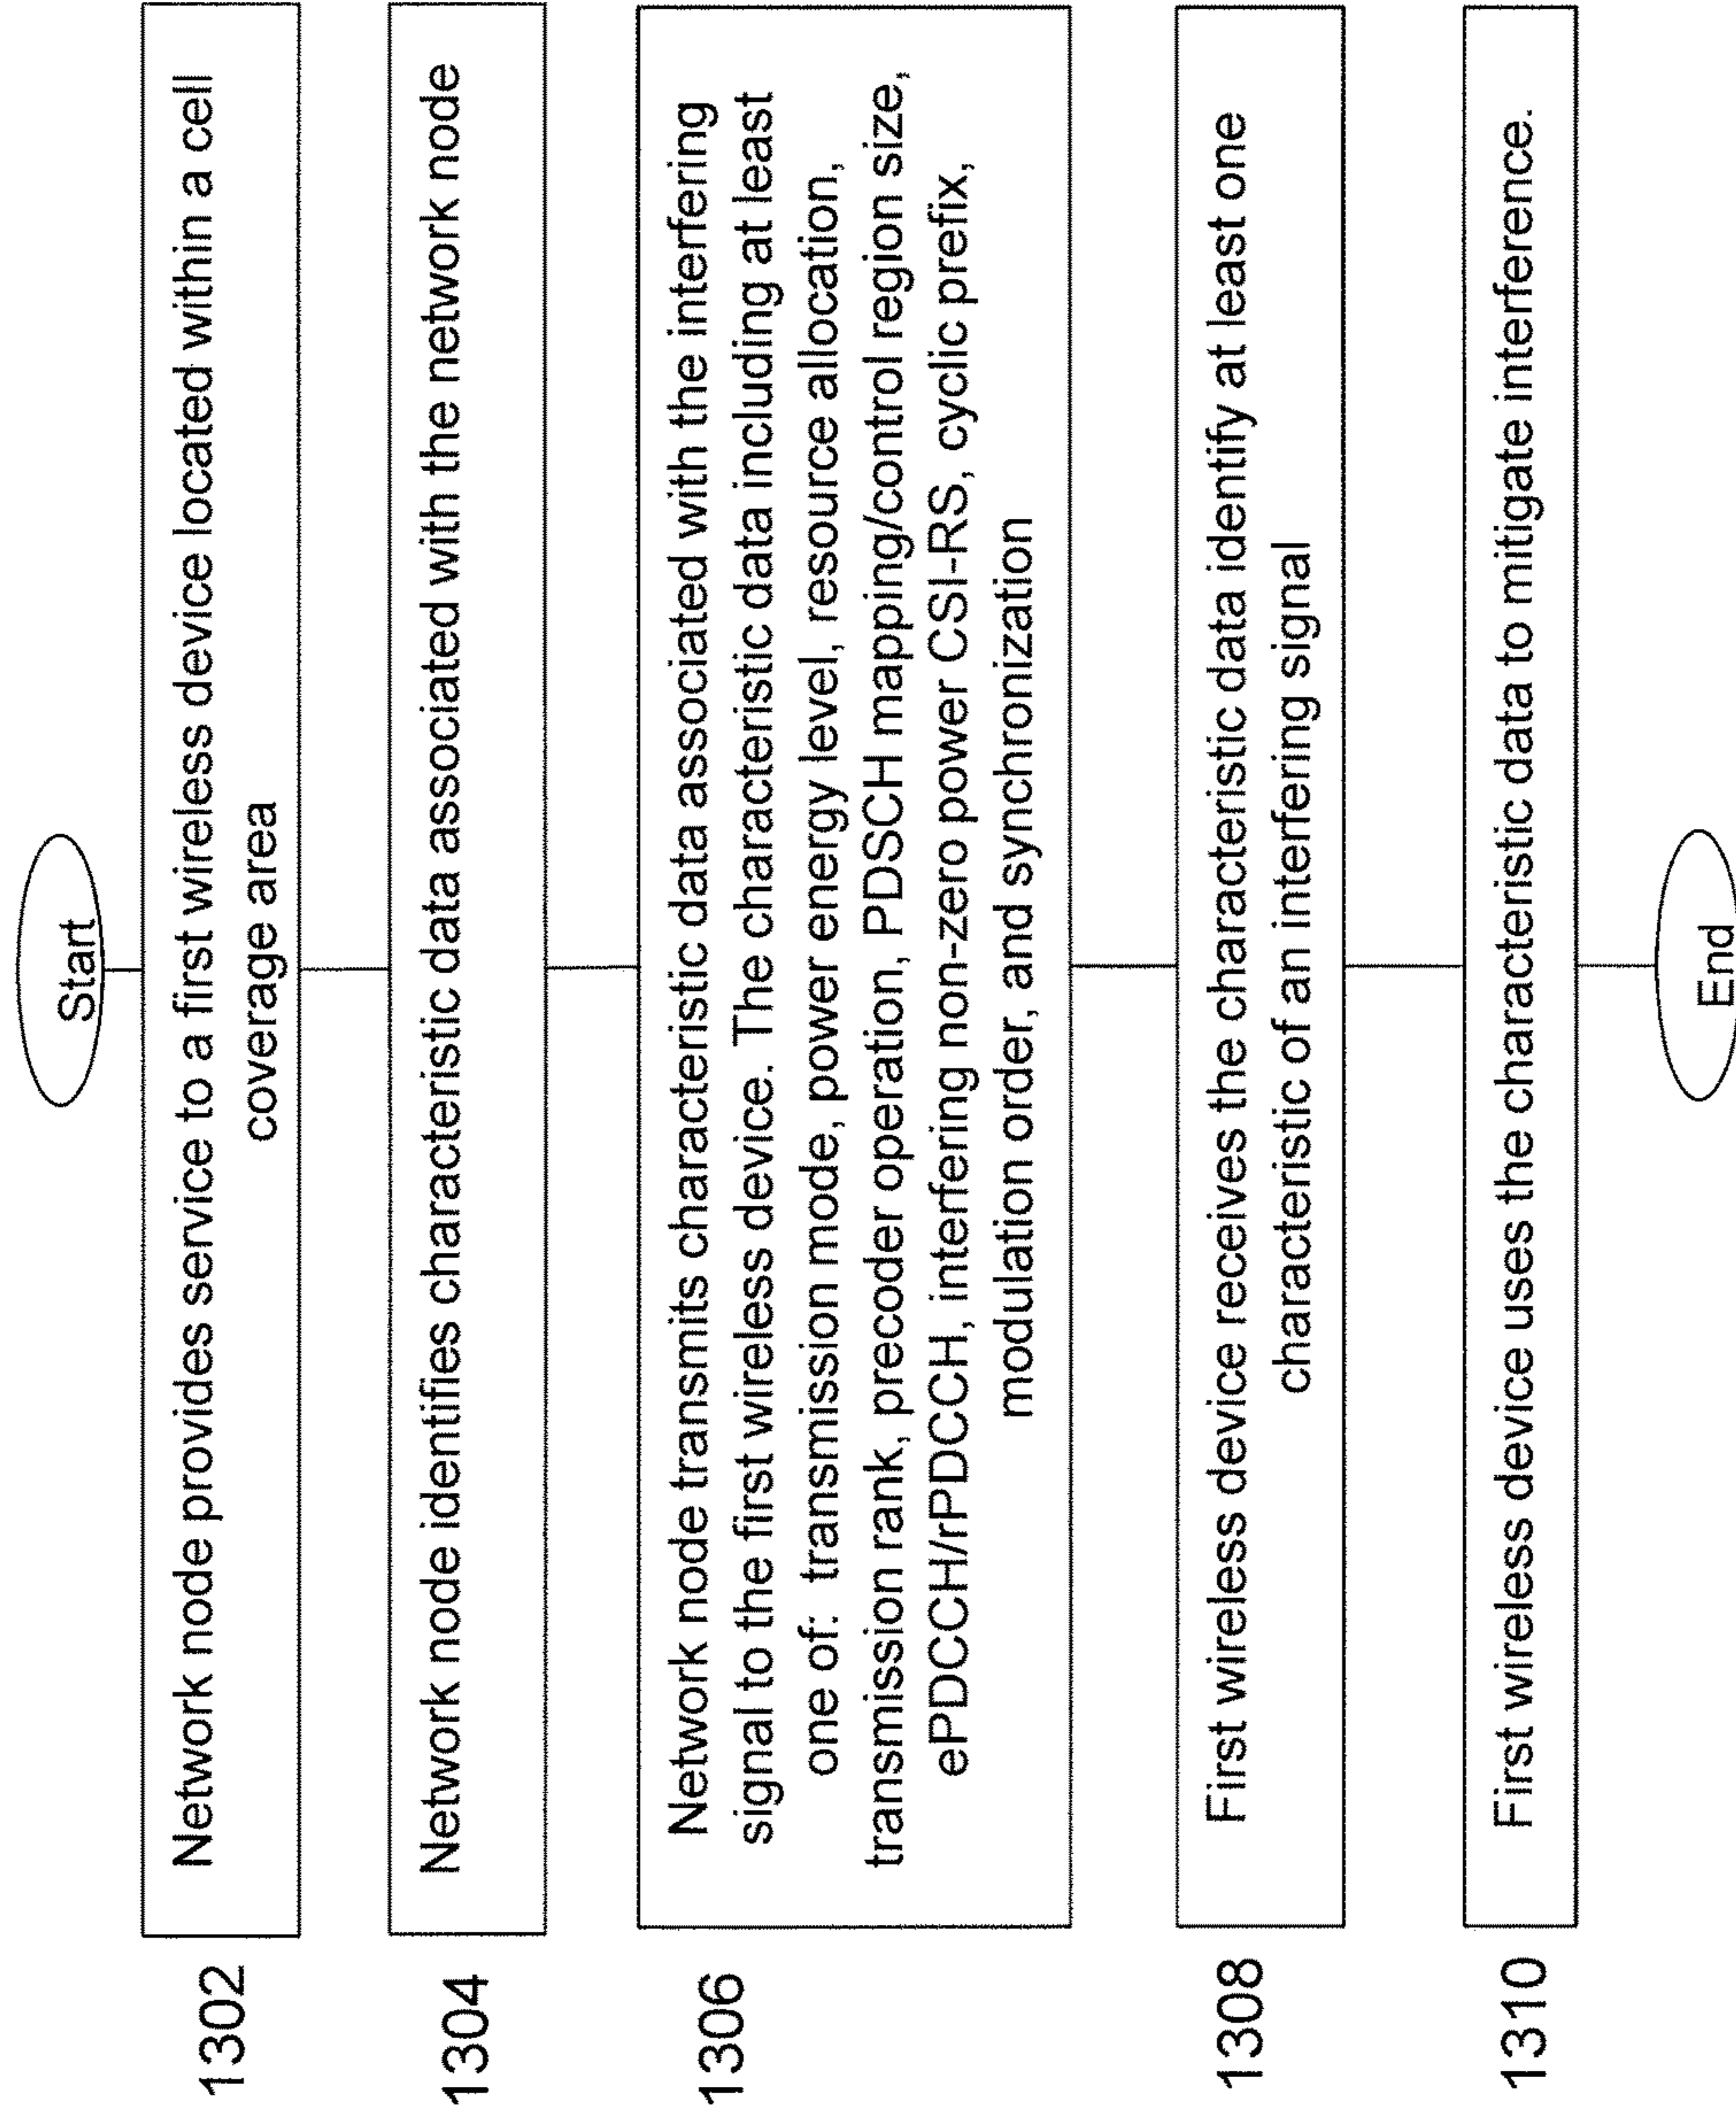 Start
1302
Network node provides service to a first wireless device located within a cell
coverage area
1304
Network node identifies characteristic data associated with the network node
1306
Network node transmits characteristic data associated with the interfering
signal to the first wireless device. The characteristic data including at least
one of: transmission mode, power energy level, resource allocation,
transmission rank, precoder operation, PDSCH mapping/control region size,
ePDCCH/rPDCCH, interfering non-zero power CSI-RS, cyclic prefix,
modulation order, and synchronization
1308
First wireless device receives the characteristic data identify at least one
characteristic of an interfering signal
1310
First wireless device uses the characteristic data to mitigate interference.
End